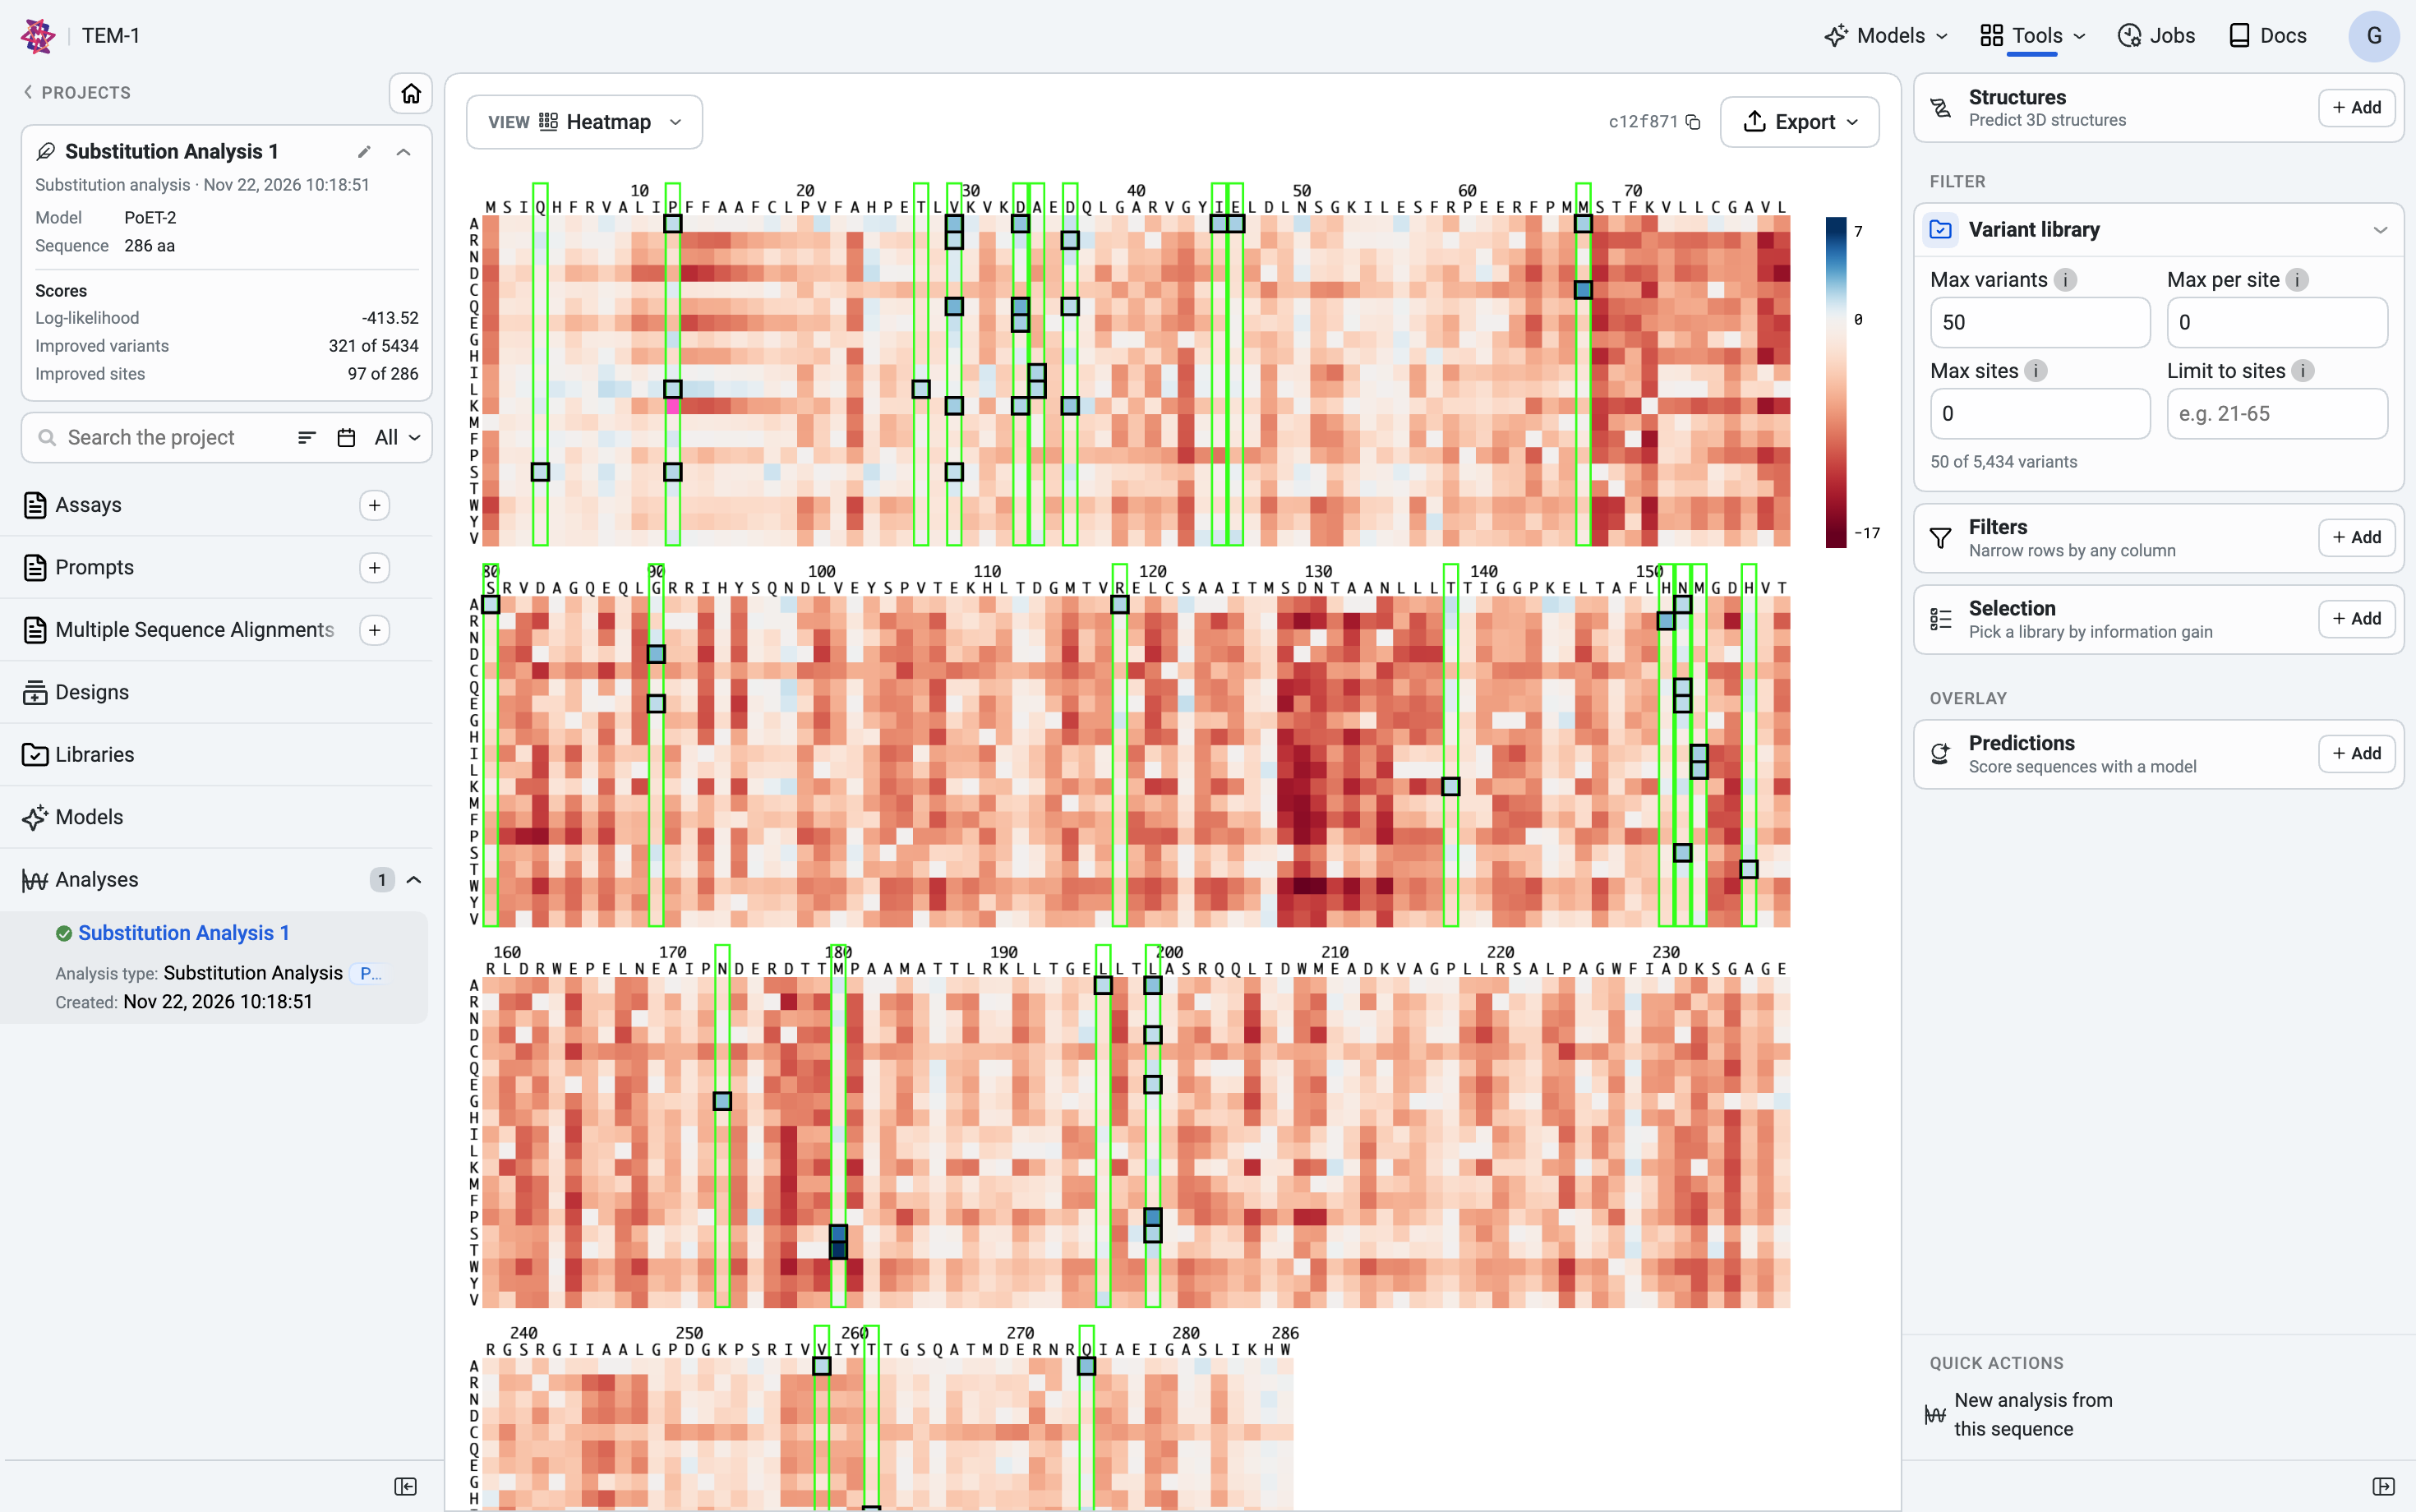 TEM-1
Models
Tools
Jobs
Docs
G
PROJECTS
Substitution Analysis 1
Substitution analysis · Nov 22, 2026 10:18:51
Model PoET-2
Sequence 286 aa
Scores
Log-likelihood -413.52
Improved variants 321 of 5434
Improved sites 97 of 286
Search the project
All
Assays
Prompts
Multiple Sequence Alignments
Designs
Libraries
Models
Analyses 1
Substitution Analysis 1
Analysis type: Substitution Analysis P...
Created: Nov 22, 2026 10:18:51
VIEW Heatmap
c12f871
Export
10 20 30 40 50 60 70
M S I Q H F R V A L I P F F A A F C L P V F A H P E T L V K V K D A E D Q L G A R V G Y I E L D L N S G K I L E S F R P E E R F P M M S T F K V L L C G A V L
A
R
N
D
C
Q
E
G
H
I
L
K
M
F
P
S
T
W
Y
V
7
0
-17
80 90 100 110 120 130 140 150
S R V D A G Q E Q L G R R I H Y S Q N D L V E Y S P V T E K H L T D G M T V R E L C S A A I T M S D N T A A N L L L T T I G G P K E L T A F L H N M G D H V T
A
R
N
D
C
Q
E
G
H
I
L
K
M
F
P
S
T
W
Y
V
160 170 180 190 200 210 220 230
R L D R W E P E L N E A I P N D E R D T T M P A A M A T T L R K L L T G E L L T L A S R Q Q L I D W M E A D K V A G P L L R S A L P A G W F I A D K S G A G E
A
R
N
D
C
Q
E
G
H
I
L
K
M
F
P
S
T
W
Y
V
240 250 260 270 280 286
R G S R G I I A A L G P D G K P S R I V V I Y T T G S Q A T M D E R N R Q I A E I G A S L I K H W
A
R
N
D
C
Q
E
G
H
Structures
Predict 3D structures
+ Add
FILTER
Variant library
Max variants i
50
Max per site i
0
Max sites i
0
Limit to sites i
e.g. 21-65
50 of 5,434 variants
Filters
Narrow rows by any column
+ Add
Selection
Pick a library by information gain
+ Add
OVERLAY
Predictions
Score sequences with a model
+ Add
QUICK ACTIONS
New analysis from
this sequence